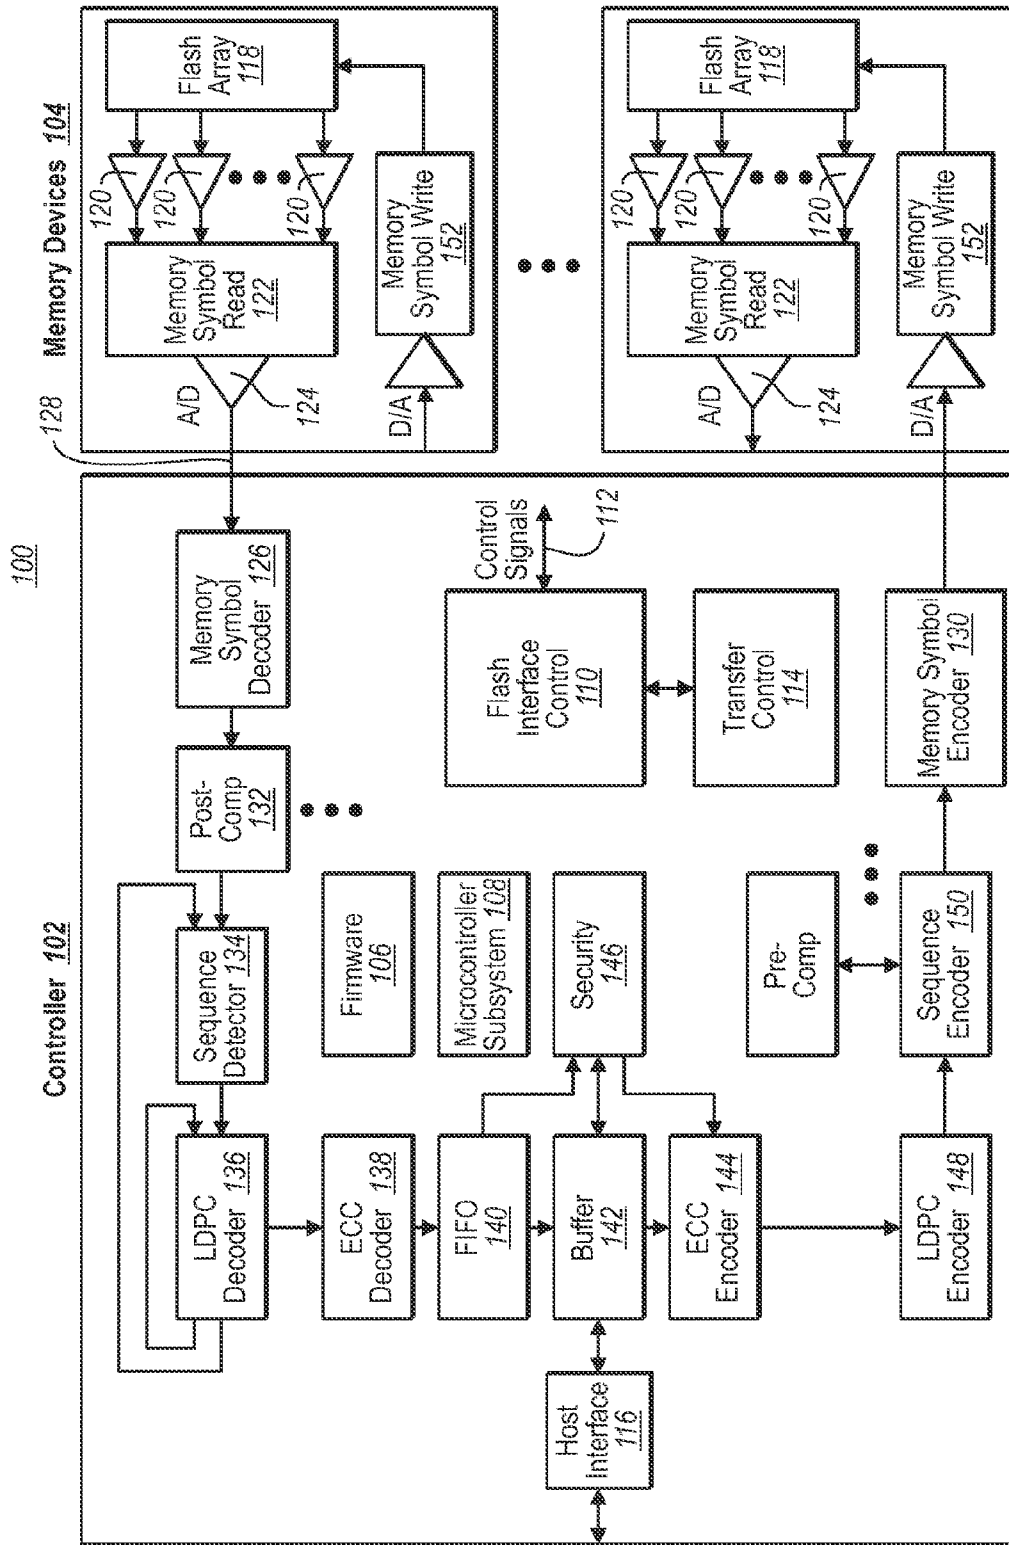 100
Controller 102
Memory Devices 104
128
LDPC
Decoder 136
Sequence
Detector 134
Post-
Comp
132
Memory
Symbol
Decoder 126
A/D
124
Memory
Symbol
Read
122
120
120
120
Flash
Array
118
ECC
Decoder 138
Firmware
106
FIFO
140
Microcontroller
Subsystem 108
D/A
Memory
Symbol Write
152
Host
Interface
116
Buffer
142
Security
146
Flash
Interface
Control
110
Control
Signals
112
ECC
Encoder 144
Transfer
Control
114
A/D
124
Memory
Symbol
Read
122
120
120
120
Flash
Array
118
Pre-
Comp
LDPC
Encoder 148
Sequence
Encoder 150
Memory Symbol
Encoder 130
D/A
Memory
Symbol Write
152